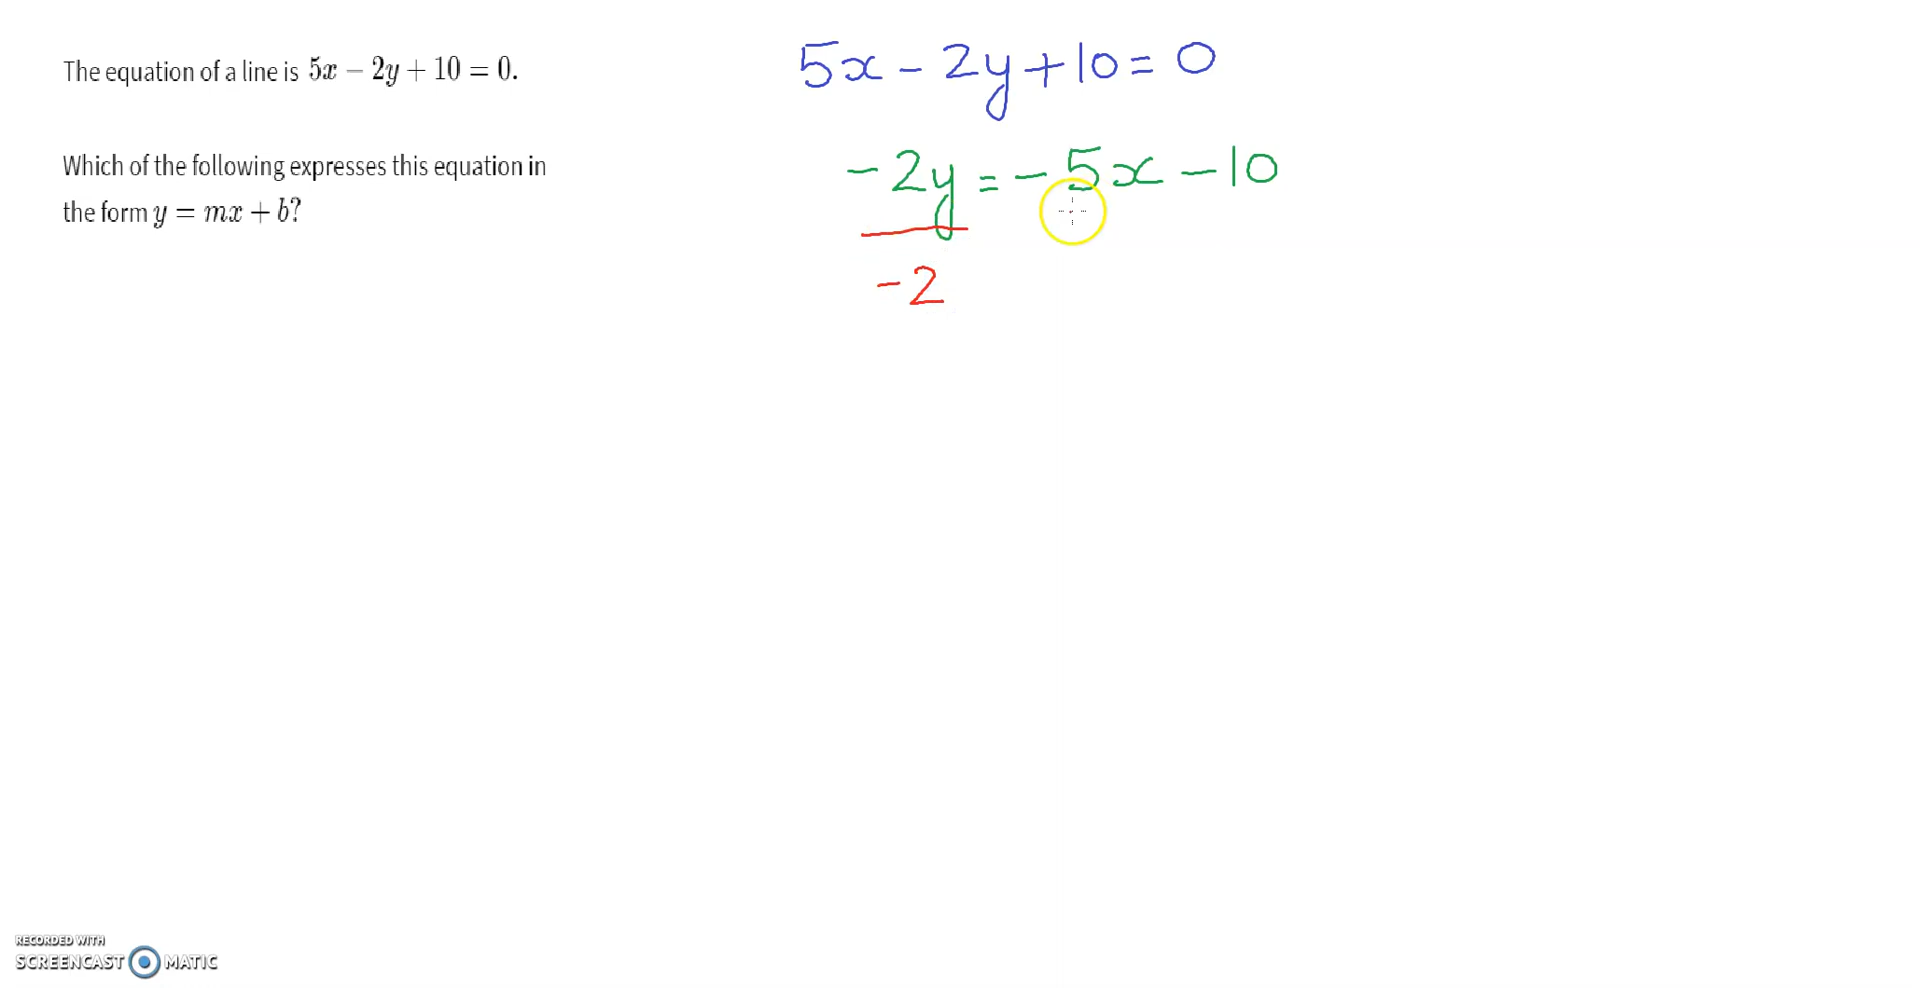 The equation of a line is 5x − 2y + 10 = 0.
Which of the following expresses this equation in
the form y = mx + b?
5x - 2y + 10 = 0
-2y = -5x - 10
-2
RECORDED WITH
SCREENCAST MATIC